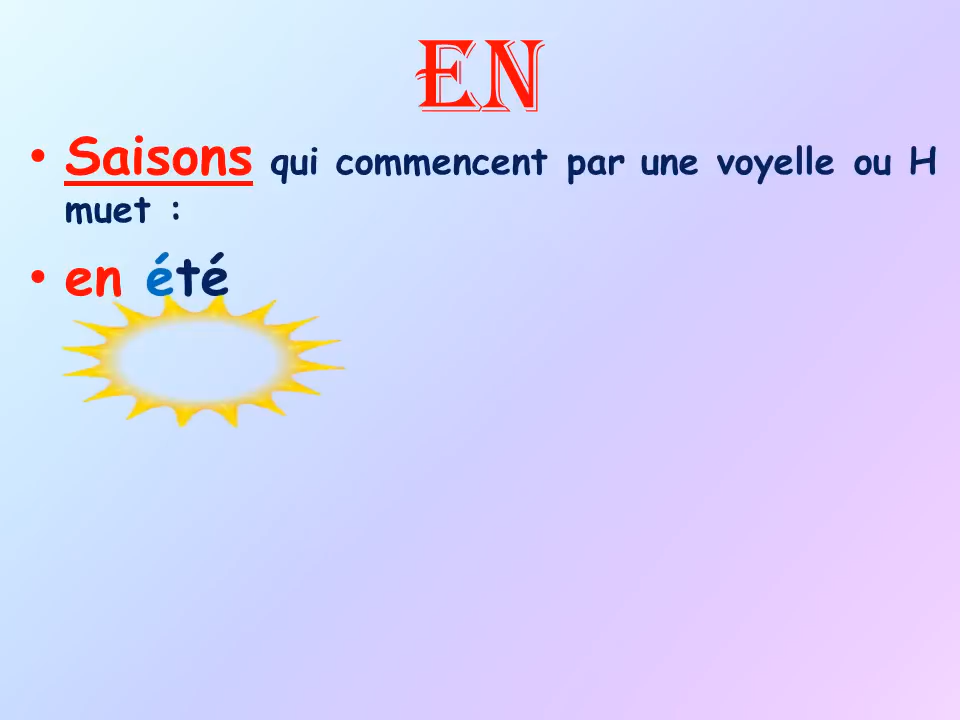 EN
• Saisons qui commencent par une voyelle ou H
muet :
• en été